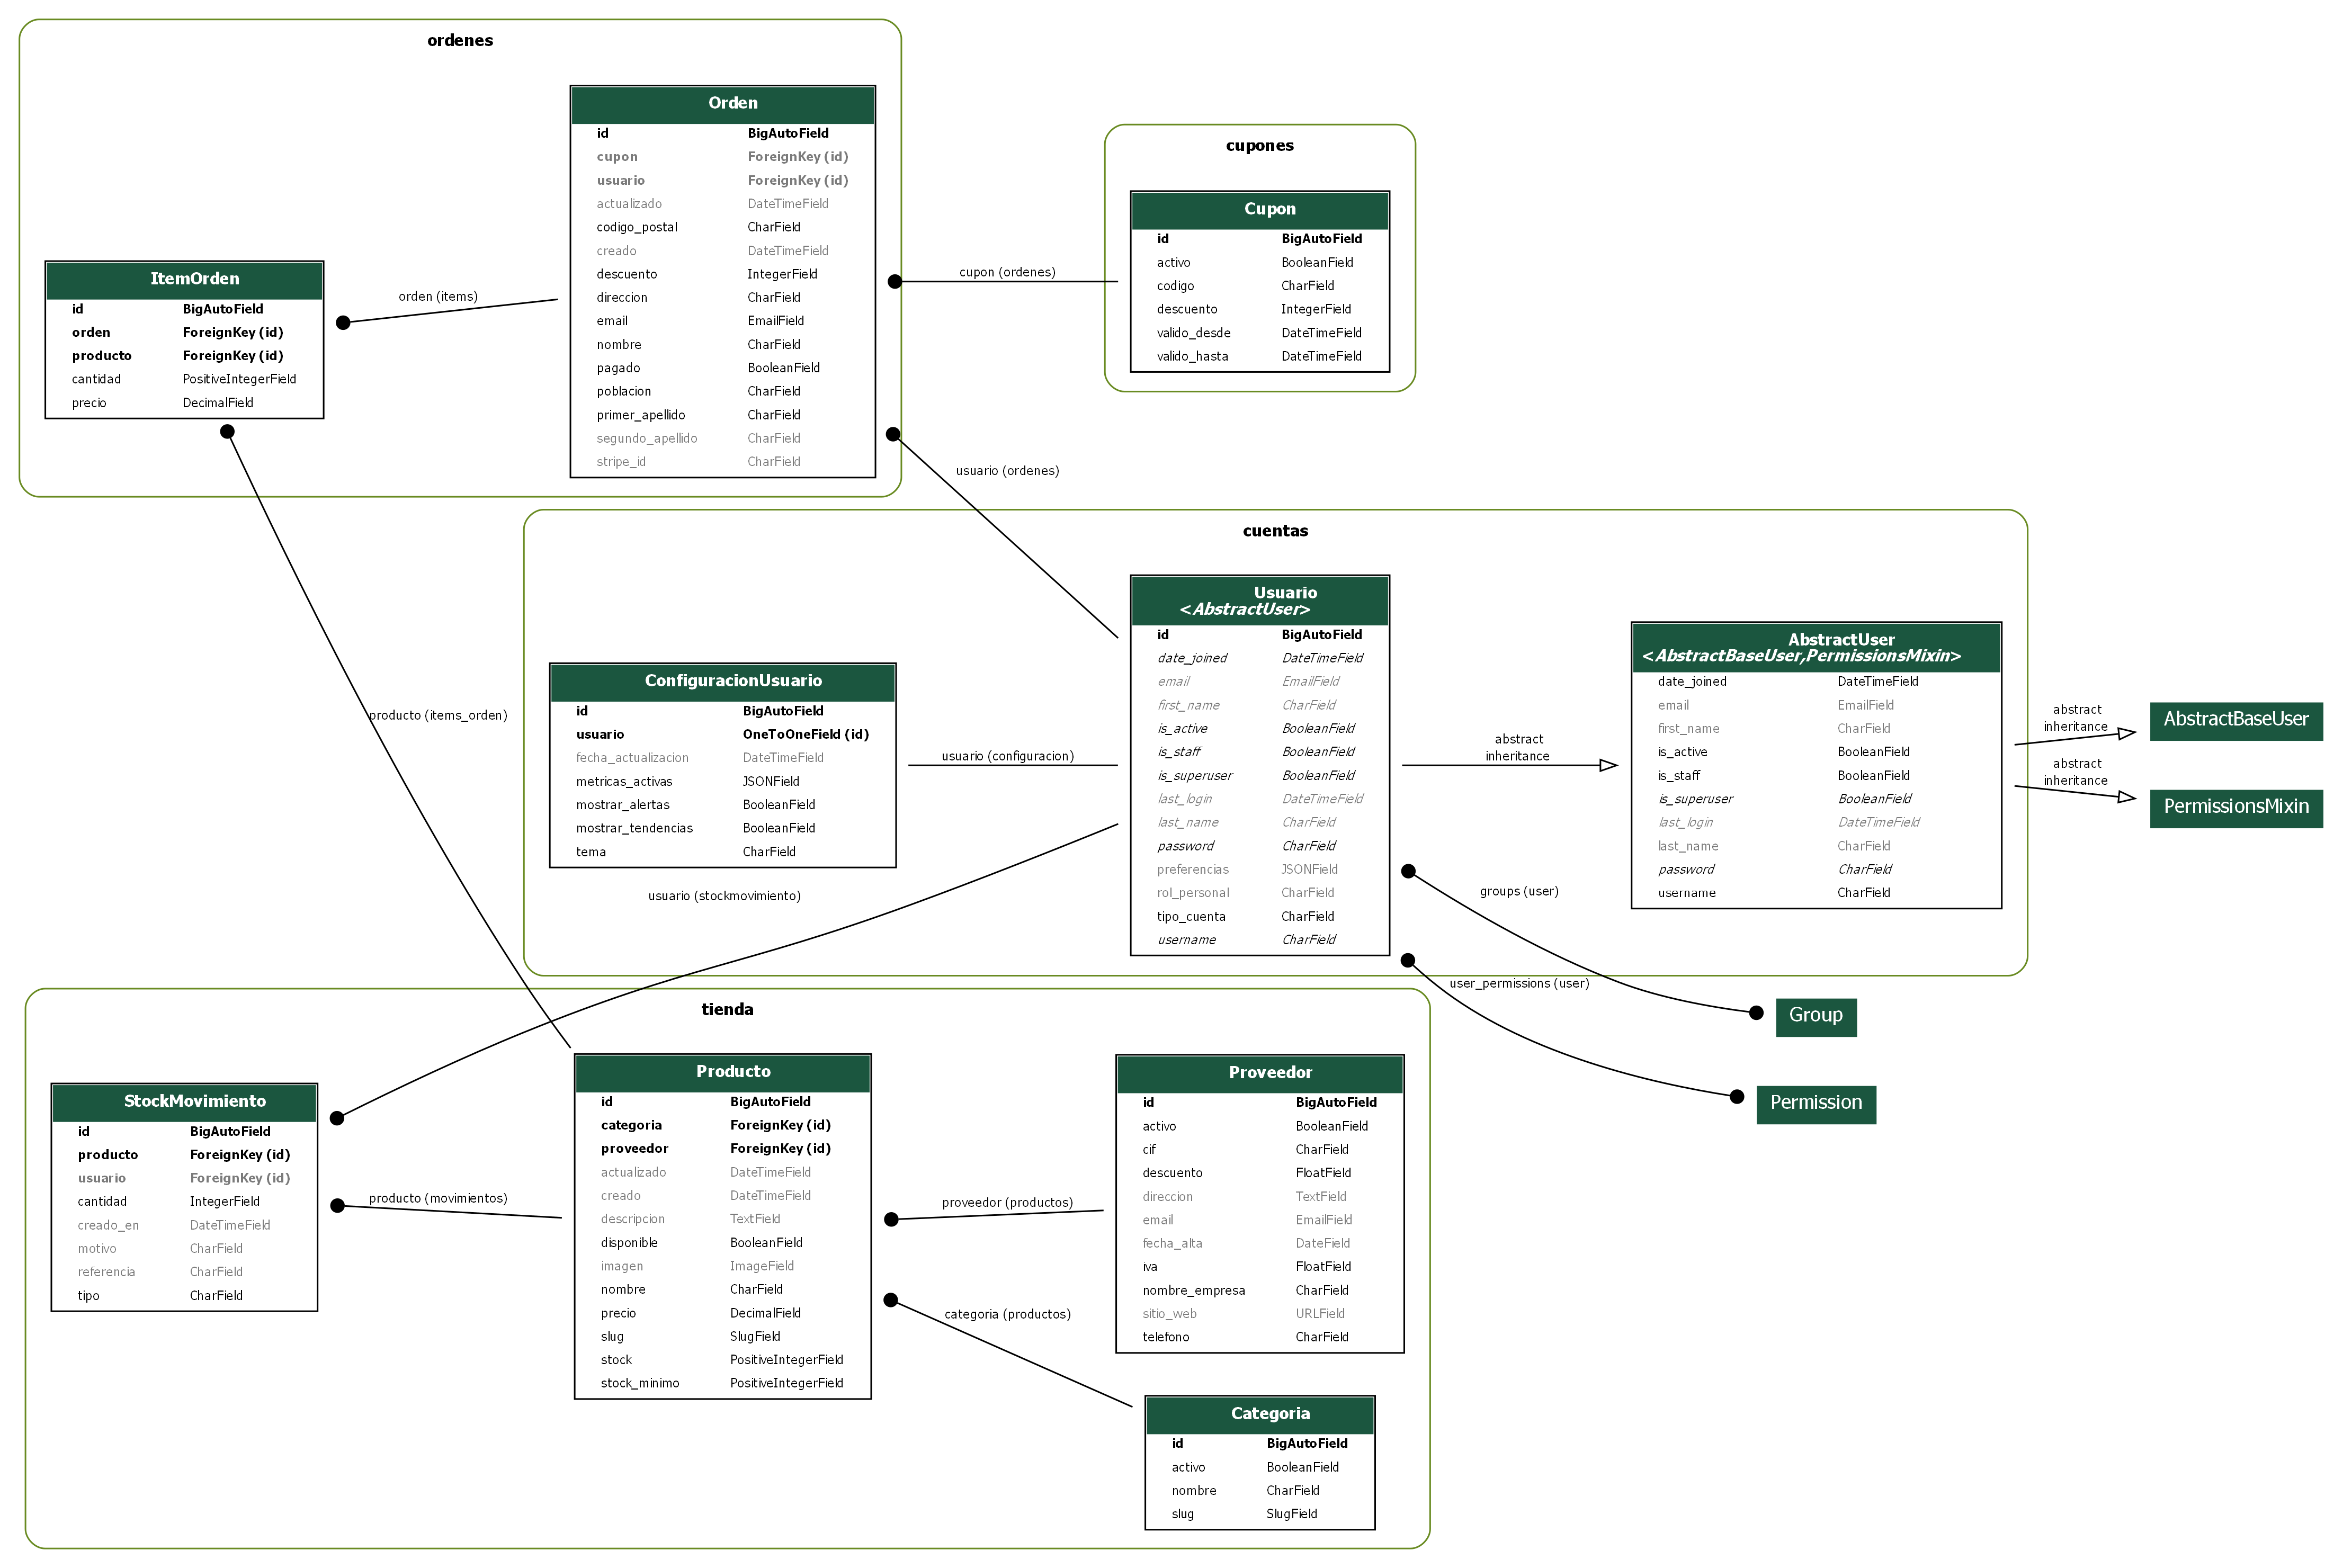 ordenes
Orden
id BigAutoField
cupon ForeignKey (id)
usuario ForeignKey (id)
actualizado DateTimeField
codigo_postal CharField
creado DateTimeField
descuento IntegerField
direccion CharField
email EmailField
nombre CharField
pagado BooleanField
poblacion CharField
primer_apellido CharField
segundo_apellido CharField
stripe_id CharField
ItemOrden
id BigAutoField
orden ForeignKey (id)
producto ForeignKey (id)
cantidad PositiveIntegerField
precio DecimalField
orden (items)
cupon (ordenes)
cupones
Cupon
id BigAutoField
activo BooleanField
codigo CharField
descuento IntegerField
valido_desde DateTimeField
valido_hasta DateTimeField
usuario (ordenes)
cuentas
Usuario
<AbstractUser>
id BigAutoField
date_joined DateTimeField
email EmailField
first_name CharField
is_active BooleanField
is_staff BooleanField
is_superuser BooleanField
last_login DateTimeField
last_name CharField
password CharField
preferencias JSONField
rol_personal CharField
tipo_cuenta CharField
username CharField
ConfiguracionUsuario
id BigAutoField
usuario OneToOneField (id)
fecha_actualizacion DateTimeField
metricas_activas JSONField
mostrar_alertas BooleanField
mostrar_tendencias BooleanField
tema CharField
usuario (configuracion)
abstract
inheritance
AbstractUser
<AbstractBaseUser,PermissionsMixin>
date_joined DateTimeField
email EmailField
first_name CharField
is_active BooleanField
is_staff BooleanField
is_superuser BooleanField
last_login DateTimeField
last_name CharField
password CharField
username CharField
abstract
inheritance
AbstractBaseUser
abstract
inheritance
PermissionsMixin
producto (items_orden)
usuario (stockmovimiento)
groups (user)
user_permissions (user)
Group
Permission
tienda
StockMovimiento
id BigAutoField
producto ForeignKey (id)
usuario ForeignKey (id)
cantidad IntegerField
creado_en DateTimeField
motivo CharField
referencia CharField
tipo CharField
producto (movimientos)
Producto
id BigAutoField
categoria ForeignKey (id)
proveedor ForeignKey (id)
actualizado DateTimeField
creado DateTimeField
descripcion TextField
disponible BooleanField
imagen ImageField
nombre CharField
precio DecimalField
slug SlugField
stock PositiveIntegerField
stock_minimo PositiveIntegerField
proveedor (productos)
categoria (productos)
Proveedor
id BigAutoField
activo BooleanField
cif CharField
descuento FloatField
direccion TextField
email EmailField
fecha_alta DateField
iva FloatField
nombre_empresa CharField
sitio_web URLField
telefono CharField
Categoria
id BigAutoField
activo BooleanField
nombre CharField
slug SlugField